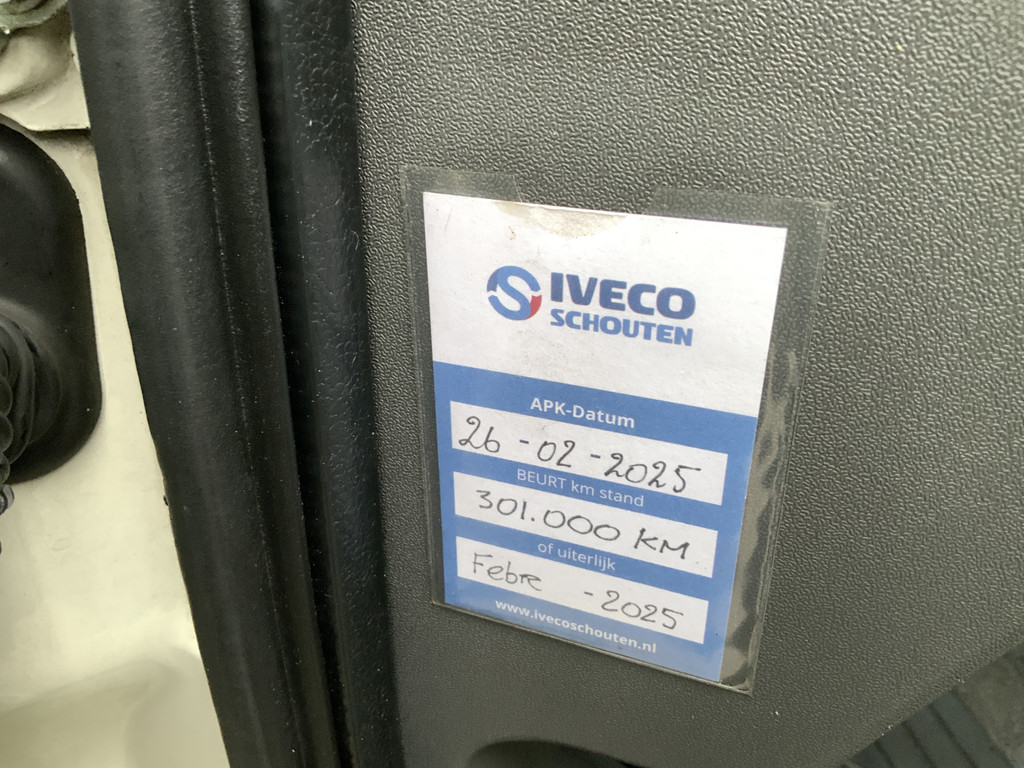 IVECO
SCHOUTEN
APK-Datum
26-02-2025
BEURT km stand
301.000 KM
of uiterlijk
Febre -2025
www.ivecoschouten.nl